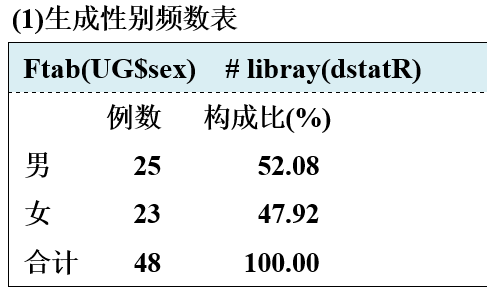 (1)生成性别频数表
Ftab(UG$sex) # libray(dstatR)
例数 构成比(%)
男 25 52.08
女 23 47.92
合计 48 100.00